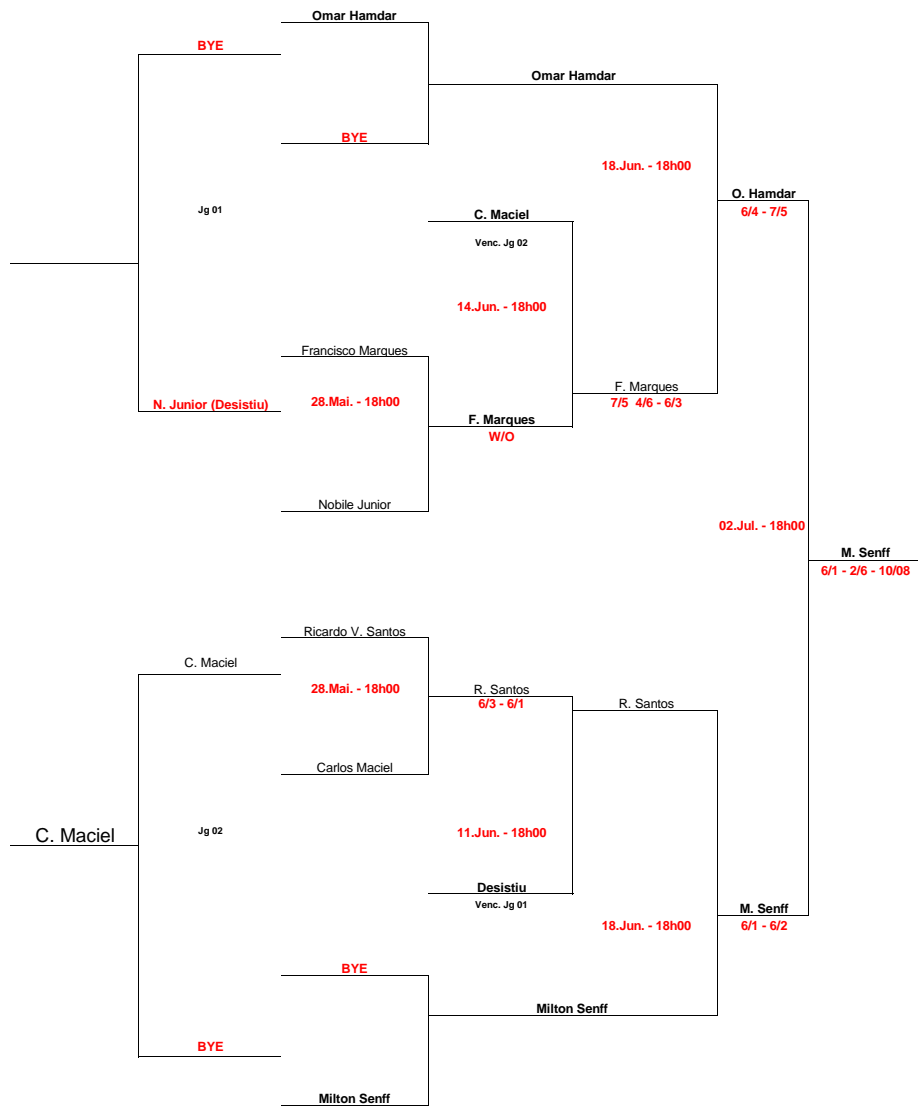 Omar Hamdar
BYE
Omar Hamdar
BYE
18.Jun. - 18h00
O. Hamdar
6/4 - 7/5
Jg 01
C. Maciel
Venc. Jg 02
14.Jun. - 18h00
Francisco Marques
F. Marques
7/5 4/6 - 6/3
N. Junior (Desistiu)
28.Mai. - 18h00
F. Marques
W/O
Nobile Junior
02.Jul. - 18h00
M. Senff
6/1 - 2/6 - 10/08
Ricardo V. Santos
C. Maciel
28.Mai. - 18h00
R. Santos
6/3 - 6/1
R. Santos
Carlos Maciel
C. Maciel
Jg 02
11.Jun. - 18h00
Desistiu
Venc. Jg 01
M. Senff
6/1 - 6/2
18.Jun. - 18h00
BYE
Milton Senff
BYE
Milton Senff